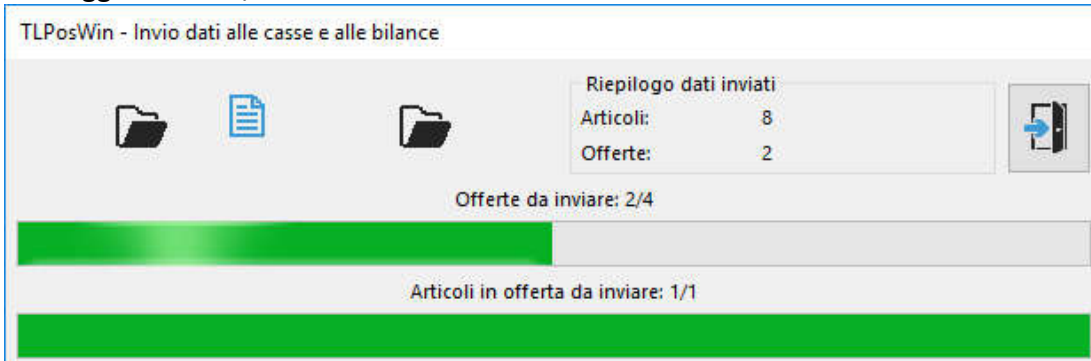 TLPosWin - Invio dati alle casse e alle bilance
Riepilogo dati inviati
Articoli: 8
Offerte: 2
Offerte da inviare: 2/4
Articoli in offerta da inviare: 1/1